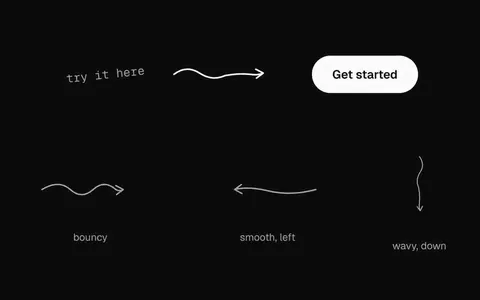 try it here
Get started
bouncy
smooth, left
wavy, down